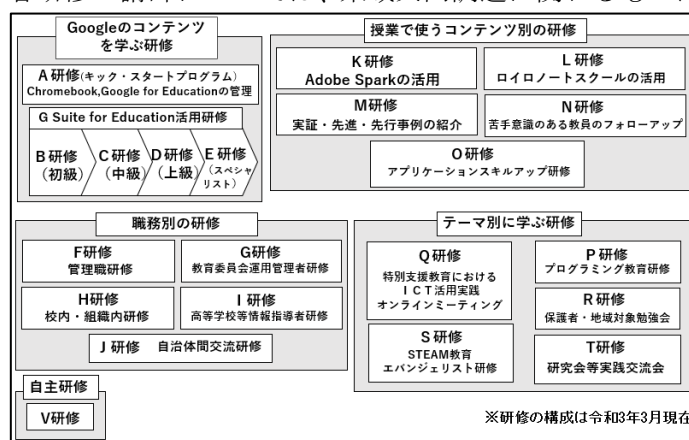 Googleのコンテンツ
を学ぶ研修
A研修(キック・スタートプログラム)
Chromebook,Google for Educationの管理
G Suite for Education活用研修
B研修
(初級)
C研修
(中級)
D研修
(上級)
E研修
(スペシャ
リスト)
授業で使うコンテンツ別の研修
K研修
Adobe Sparkの活用
L研修
ロイロノートスクールの活用
M研修
実証・先進・先行事例の紹介
N研修
苦手意識のある教員のフォローアップ
O研修
アプリケーションスキルアップ研修
職務別の研修
F研修
管理職研修
G研修
教育委員会運用管理者研修
H研修
校内・組織内研修
I研修
高等学校等情報指導者研修
J研修 自治体間交流研修
テーマ別に学ぶ研修
Q研修
特別支援教育における
ICT活用実践
オンラインミーティング
P研修
プログラミング教育研修
R研修
保護者・地域対象勉強会
S研修
STEAM教育
エバンジェリスト研修
T研修
研究会等実践交流会
自主研修
V研修
※研修の構成は令和3年3月現在